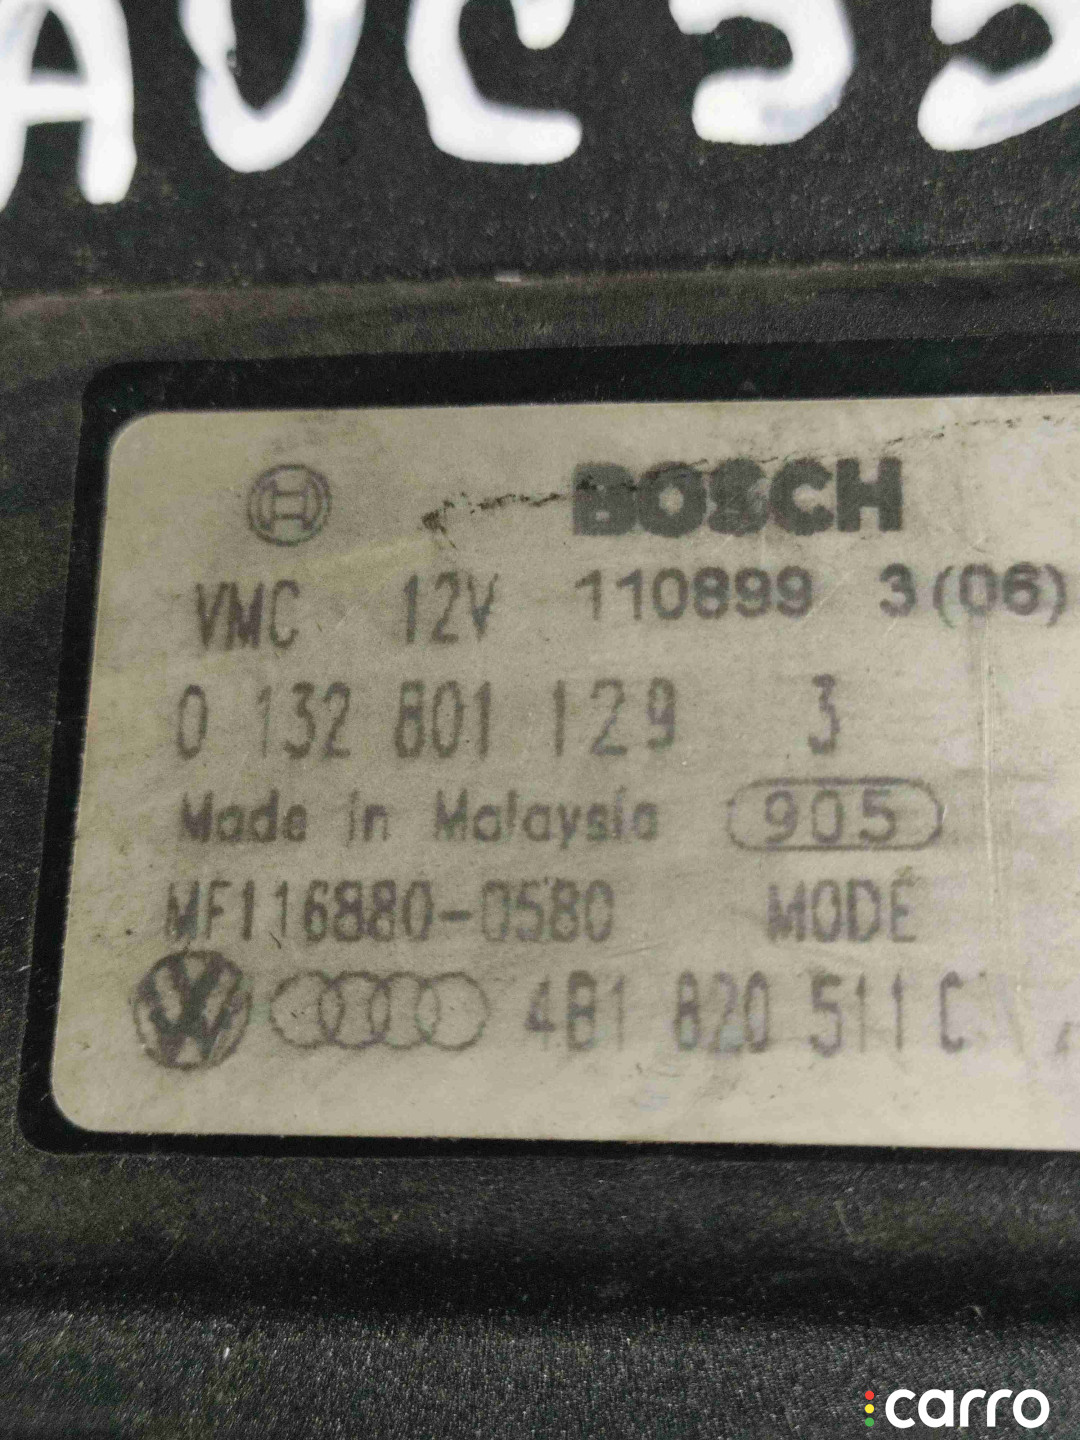 BOSCH
VMC 12V 110899 3(06)
0 132 801 129 3
Made in Malaysia 905
MF116880-0580 MODE
4B1 820 511 C
carro